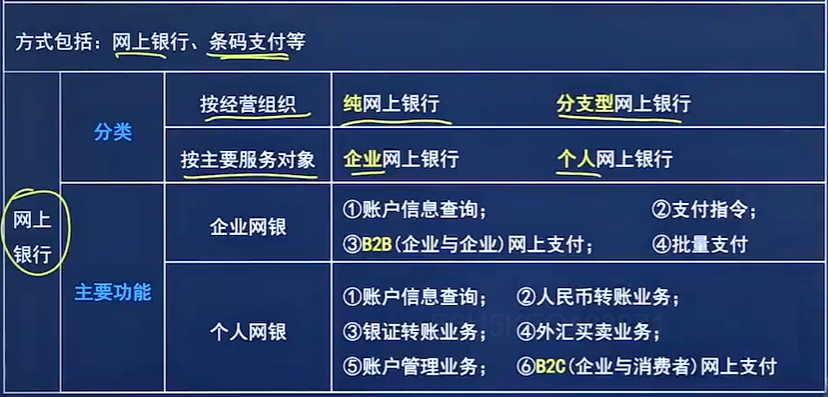 方式包括：网上银行、条码支付等
按经营组织 纯网上银行 分支型网上银行
分类
按主要服务对象 企业网上银行 个人网上银行
网上
银行
企业网银
①账户信息查询； ②支付指令；
③B2B(企业与企业)网上支付； ④批量支付
主要功能
个人网银
①账户信息查询； ②人民币转账业务；
③银证转账业务； ④外汇买卖业务；
⑤账户管理业务； ⑥B2C(企业与消费者)网上支付